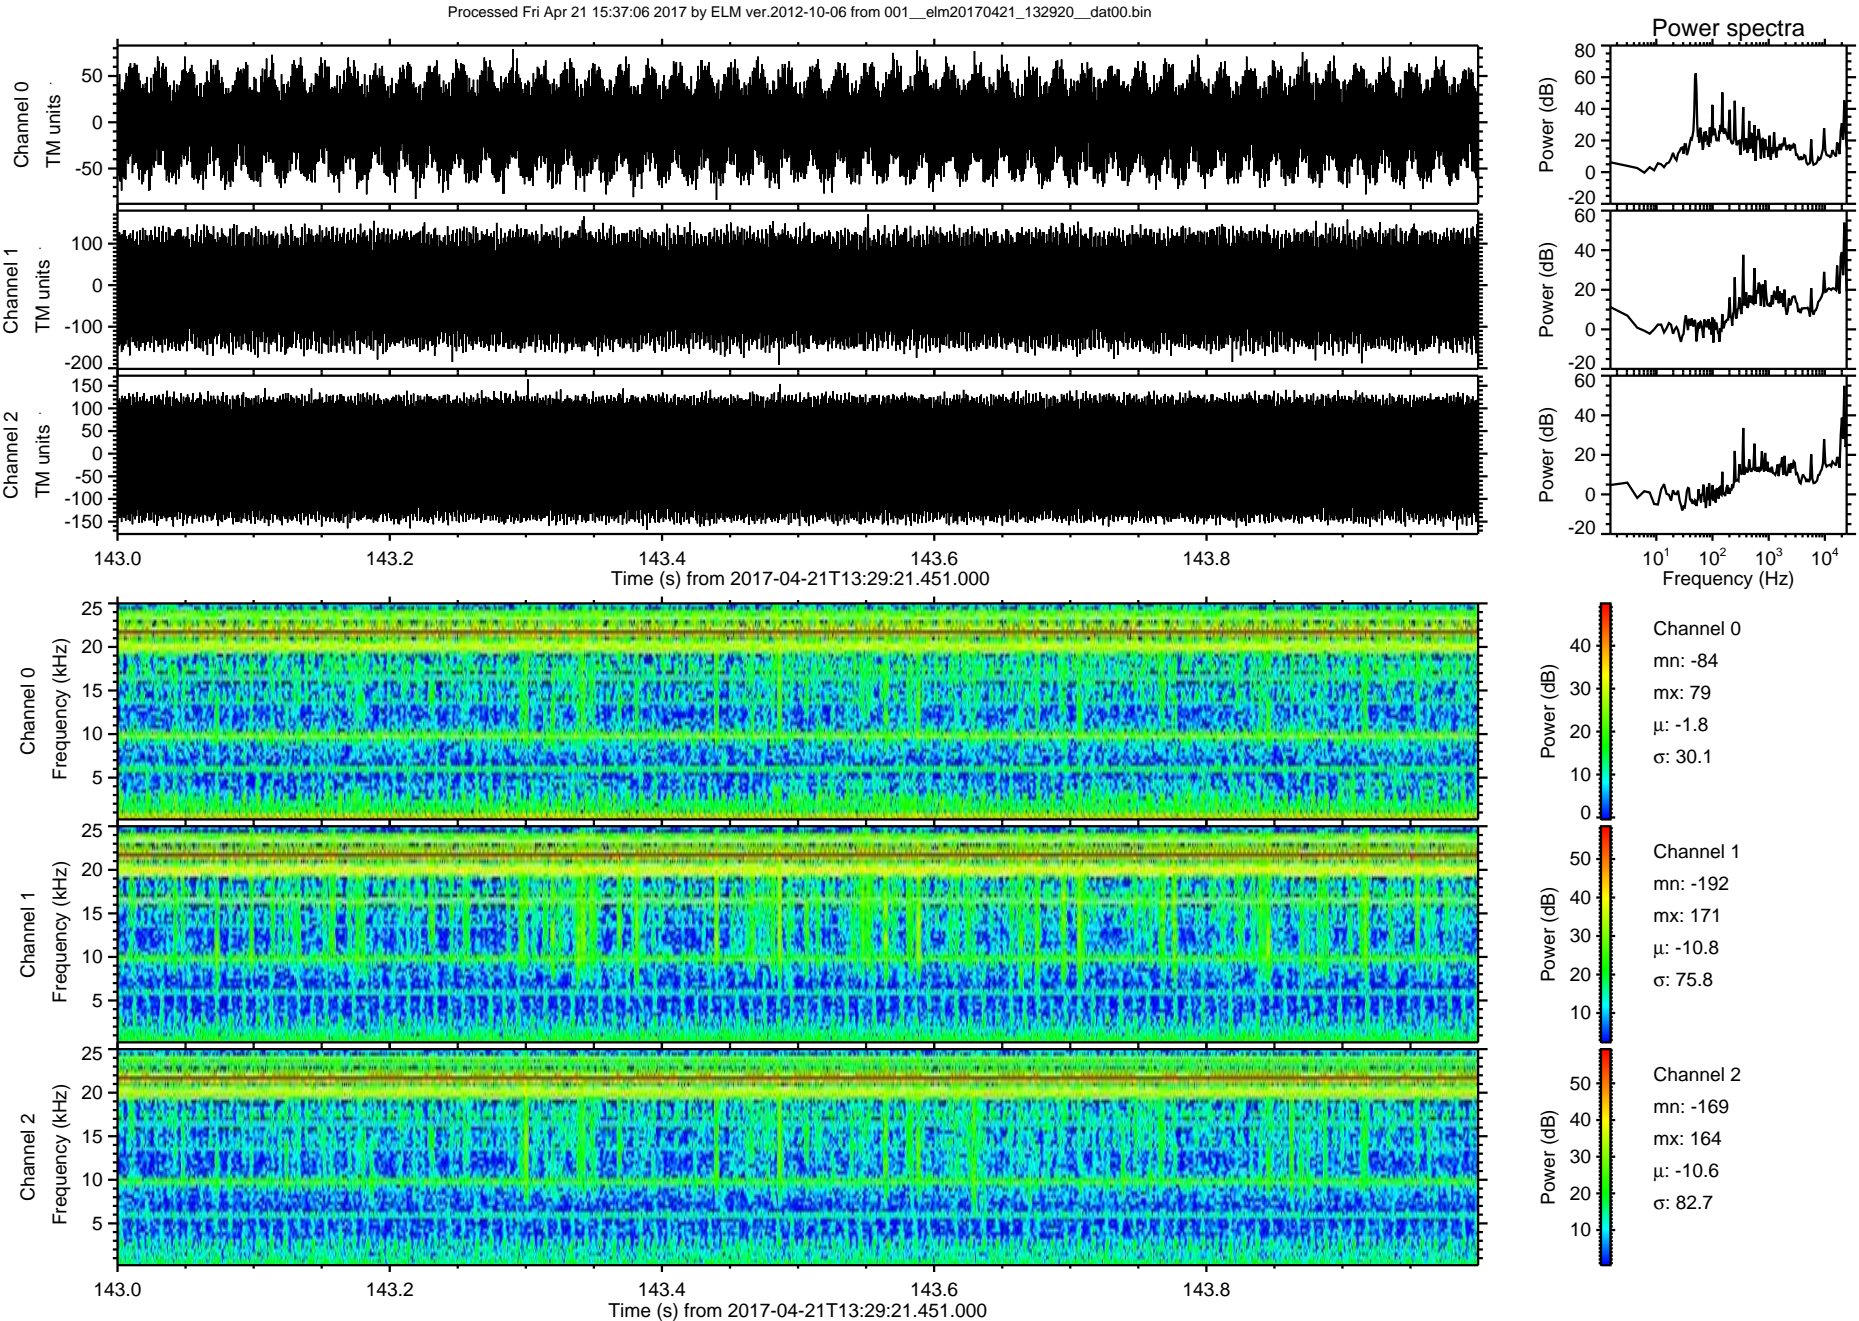 Processed Fri Apr 21 15:37:06 2017 by ELM ver.2012-10-06 from 001__elm20170421_132920__dat00.bin
Power spectra
Channel 0
TM units
50
0
-50
Power (dB)
80
60
40
20
0
-20
Channel 1
TM units
100
0
-100
-200
Power (dB)
60
40
20
0
-20
Channel 2
TM units
150
100
50
0
-50
-100
-150
Power (dB)
60
40
20
0
-20
143.0 143.2 143.4 143.6 143.8
Time (s) from 2017-04-21T13:29:21.451.000
10^1 10^2 10^3 10^4
Frequency (Hz)
Channel 0
Frequency (kHz)
25
20
15
10
5
Power (dB)
40
30
20
10
0
Channel 0
mn: -84
mx: 79
μ: -1.8
σ: 30.1
Channel 1
Frequency (kHz)
25
20
15
10
5
Power (dB)
50
40
30
20
10
Channel 1
mn: -192
mx: 171
μ: -10.8
σ: 75.8
Channel 2
Frequency (kHz)
25
20
15
10
5
Power (dB)
50
40
30
20
10
Channel 2
mn: -169
mx: 164
μ: -10.6
σ: 82.7
143.0 143.2 143.4 143.6 143.8
Time (s) from 2017-04-21T13:29:21.451.000